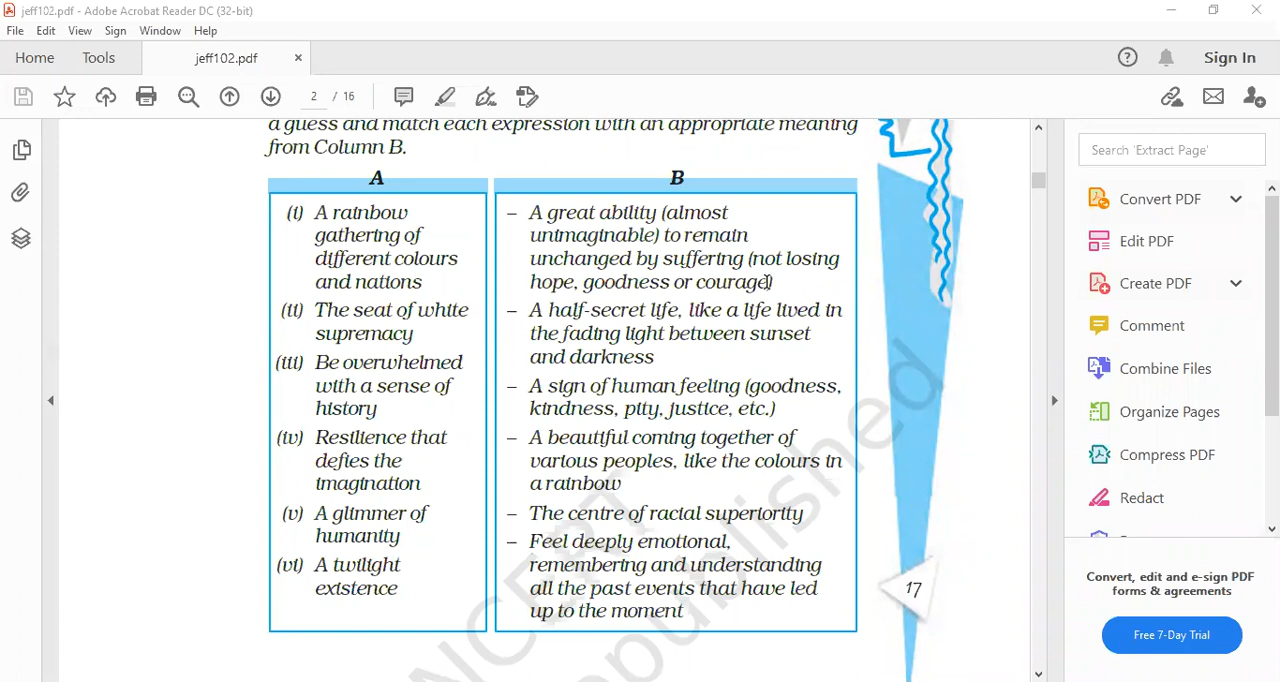 jeff102.pdf - Adobe Acrobat Reader DC (32-bit)
File Edit View Sign Window Help
Home Tools jeff102.pdf × Sign In
2 / 16
a guess and match each expression with an appropriate meaning
from Column B.
A
(i) A rainbow
gathering of
different colours
and nations
(ii) The seat of white
supremacy
(iii) Be overwhelmed
with a sense of
history
(iv) Resilience that
defies the
imagination
(v) A glimmer of
humanity
(vi) A twilight
existence
B
– A great ability (almost
unimaginable) to remain
unchanged by suffering (not losing
hope, goodness or courage)
– A half-secret life, like a life lived in
the fading light between sunset
and darkness
– A sign of human feeling (goodness,
kindness, pity, justice, etc.)
– A beautiful coming together of
various peoples, like the colours in
a rainbow
– The centre of racial superiority
– Feel deeply emotional,
remembering and understanding
all the past events that have led
up to the moment
17
NCERT
republished
Search 'Extract Page'
Convert PDF
Edit PDF
Create PDF
Comment
Combine Files
Organize Pages
Compress PDF
Redact
Convert, edit and e-sign PDF
forms & agreements
Free 7-Day Trial